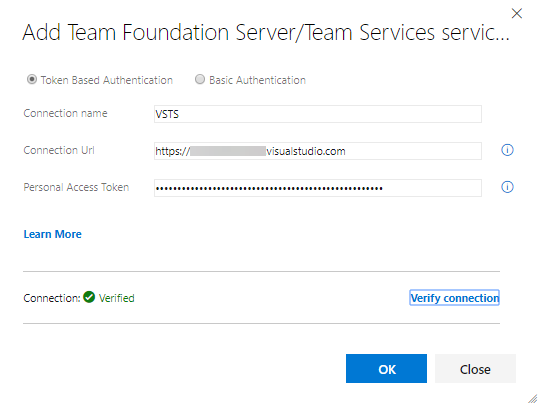 Add Team Foundation Server/Team Services servic...
Token Based Authentication Basic Authentication
Connection name VSTS
Connection Url https:// visualstudio.com
Personal Access Token ••••••••••••••••••••••••••••••••••••••••••••••••••••
Learn More
Connection: Verified Verify connection
OK Close